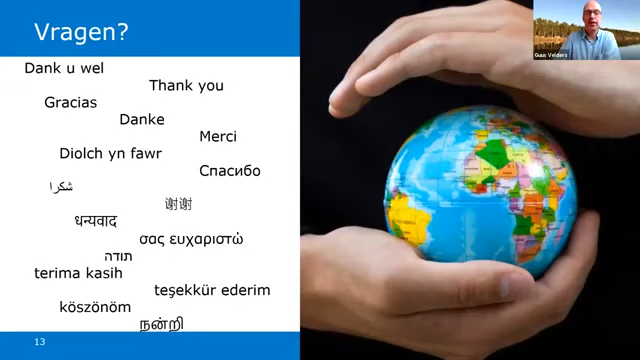 Vragen?
Dank u wel
Thank you
Gracias
Danke
Merci
Diolch yn fawr
Спасибо
شكرا
谢谢
धन्यवाद
σας ευχαριστώ
תודה
terima kasih
teşekkür ederim
köszönöm
நன்றி
13
Guus Velders